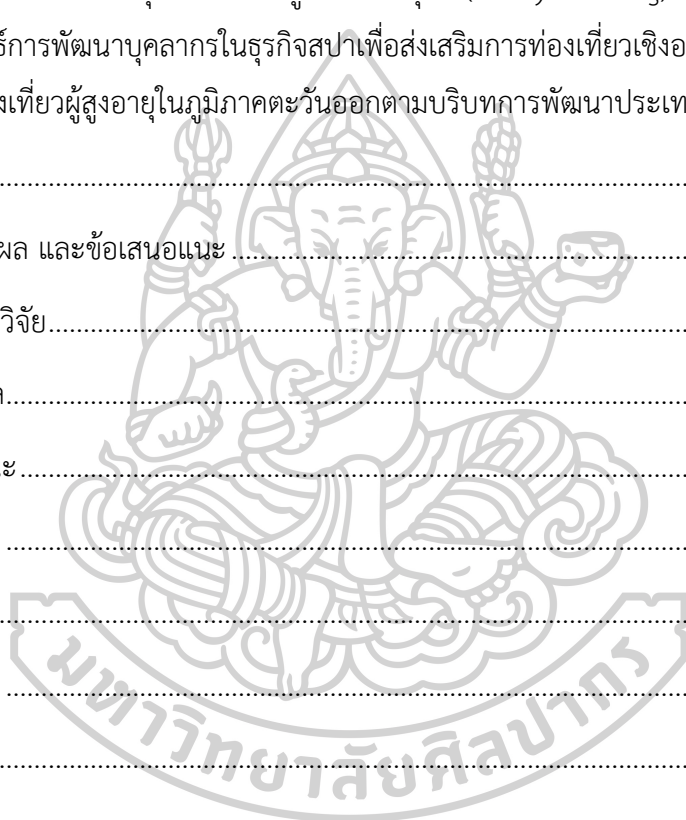 ธ์การพัฒนาบุคลากรในธุรกิจสปาเพื่อส่งเสริมการท่องเที่ยวเชิงอ
งเที่ยวผู้สูงอายุในภูมิภาคตะวันออกตามบริบทการพัฒนาประเท
ผล และข้อเสนอแนะ
วิจัย
ล
ะ
มหาวิทยาลัยศิลปากร